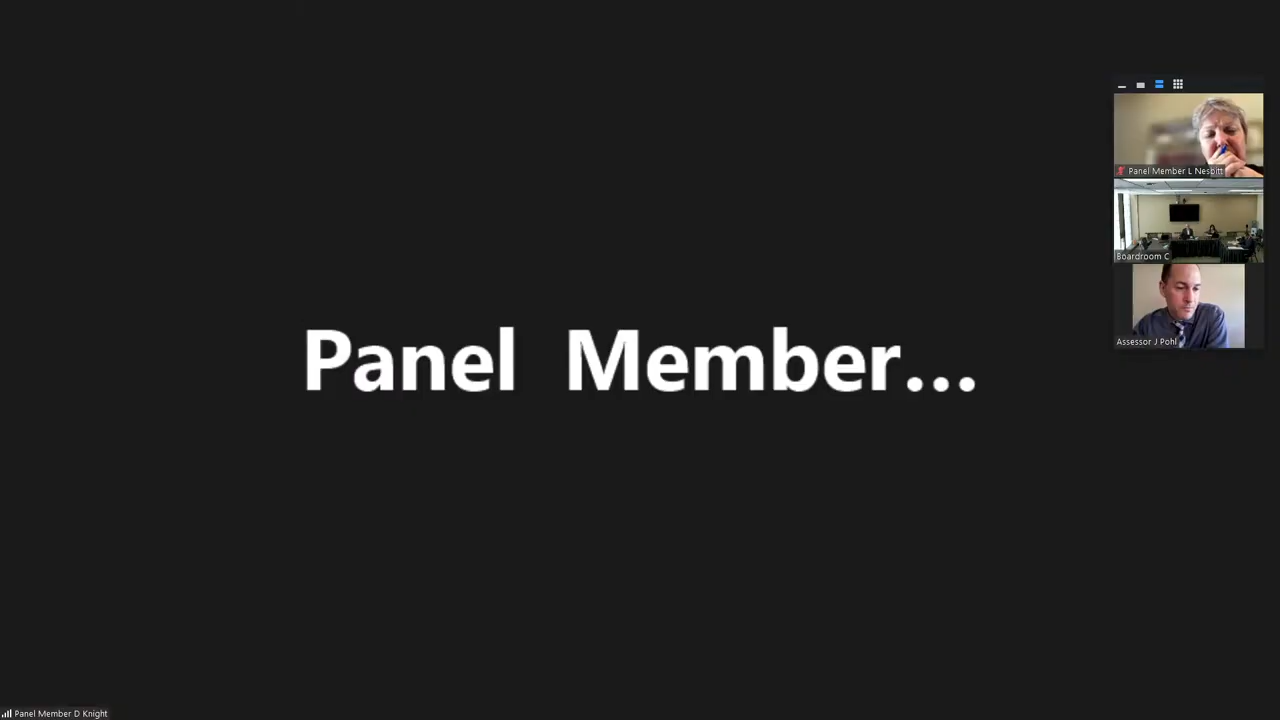 Panel Member L Nesbitt
Boardroom C
Assessor J Pohl
Panel Member...
Panel Member D Knight